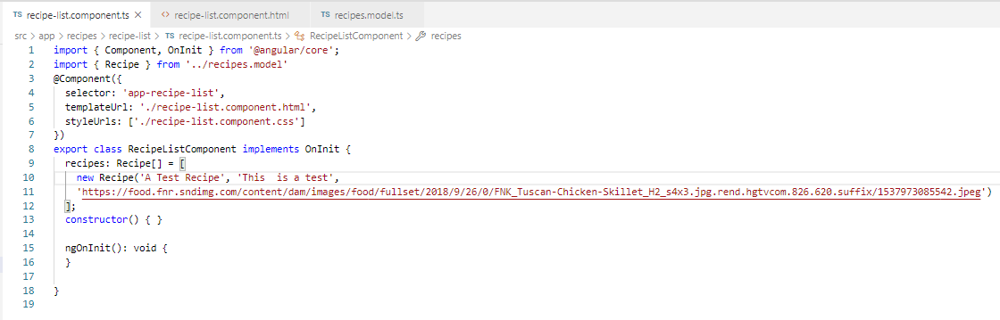 TS recipe-list.component.ts × <> recipe-list.component.html TS recipes.model.ts
src > app > recipes > recipe-list > TS recipe-list.component.ts > RecipeListComponent > recipes
1 import { Component, OnInit } from '@angular/core';
2 import { Recipe } from '../recipes.model'
3 @Component({
4 selector: 'app-recipe-list',
5 templateUrl: './recipe-list.component.html',
6 styleUrls: ['./recipe-list.component.css']
7 })
8 export class RecipeListComponent implements OnInit {
9 recipes: Recipe[] = [
10 new Recipe('A Test Recipe', 'This  is a test',
11 'https://food.fnr.sndimg.com/content/dam/images/food/fullset/2018/9/26/0/FNK_Tuscan-Chicken-Skillet_H2_s4x3.jpg.rend.hgtvcom.826.620.suffix/1537973085542.jpeg')
12 ];
13 constructor() { }
14
15 ngOnInit(): void {
16 }
17
18 }
19